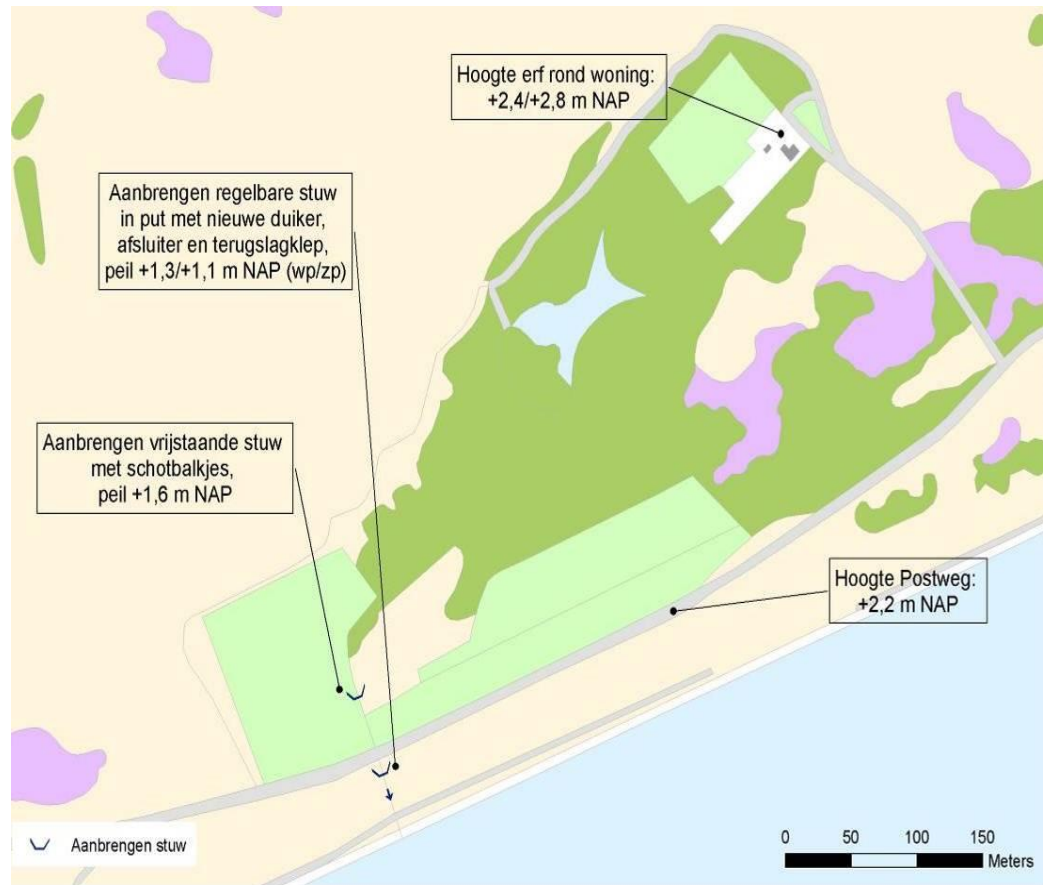 Hoogte erf rond woning:
+2,4/+2,8 m NAP
Aanbrengen regelbare stuw
in put met nieuwe duiker,
afsluiter en terugslagklep,
peil +1,3/+1,1 m NAP (wp/zp)
Aanbrengen vrijstaande stuw
met schotbalkjes,
peil +1,6 m NAP
Hoogte Postweg:
+2,2 m NAP
Aanbrengen stuw
0 50 100 150
Meters